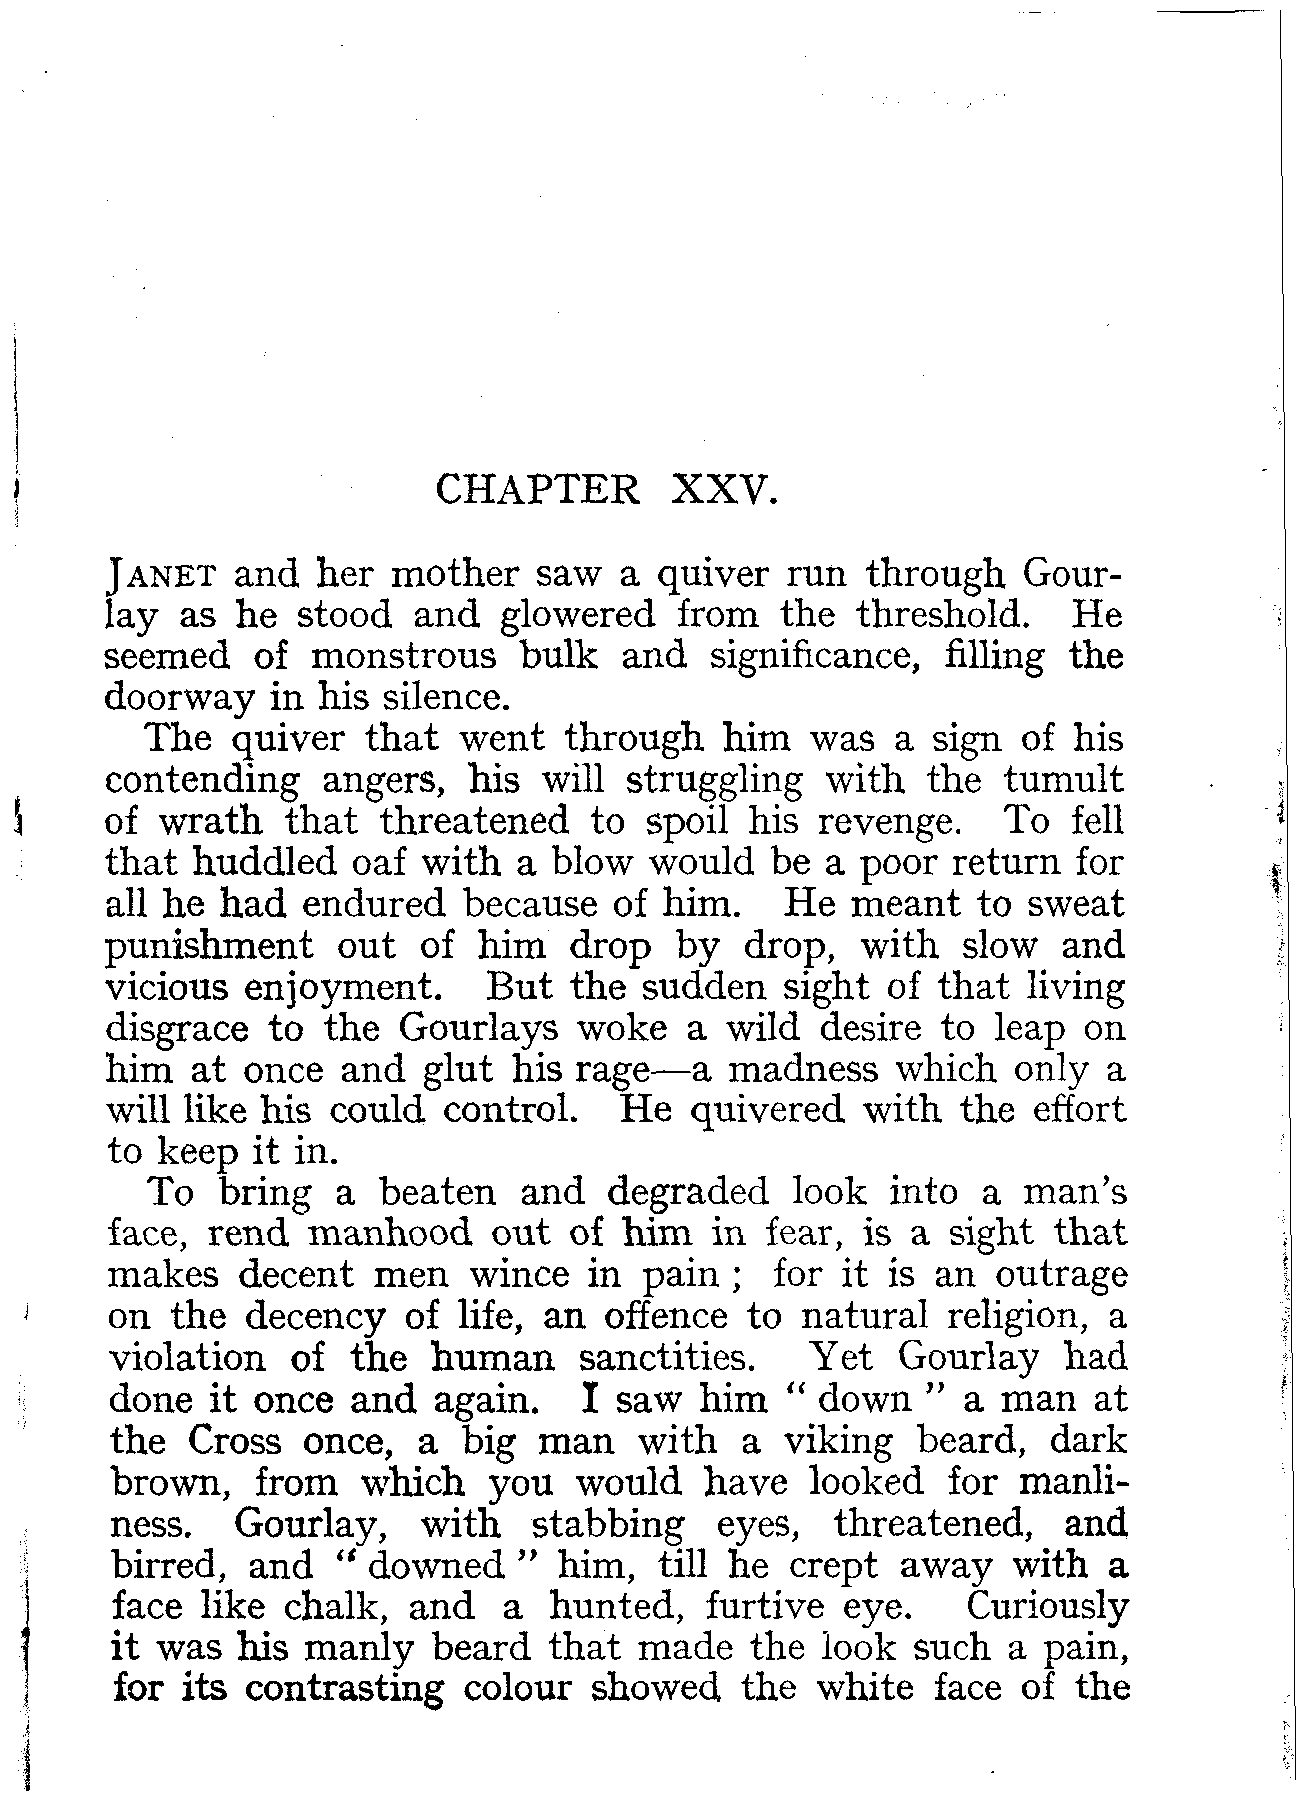 CHAPTER XXV.
JANET and her mother saw a quiver run through Gour-
lay as he stood and glowered from the threshold. He
seemed of monstrous bulk and significance, filling the
doorway in his silence.
The quiver that went through him was a sign of his
contending angers, his will struggling with the tumult
of wrath that threatened to spoil his revenge. To fell
that huddled oaf with a blow would be a poor return for
all he had endured because of him. He meant to sweat
punishment out of him drop by drop, with slow and
vicious enjoyment. But the sudden sight of that living
disgrace to the Gourlays woke a wild desire to leap on
him at once and glut his rage—a madness which only a
will like his could control. He quivered with the effort
to keep it in.
To bring a beaten and degraded look into a man's
face, rend manhood out of him in fear, is a sight that
makes decent men wince in pain ; for it is an outrage
on the decency of life, an offence to natural religion, a
violation of the human sanctities. Yet Gourlay had
done it once and again. I saw him “ down ” a man at
the Cross once, a big man with a viking beard, dark
brown, from which you would have looked for manli-
ness. Gourlay, with stabbing eyes, threatened, and
birred, and “ downed ” him, till he crept away with a
face like chalk, and a hunted, furtive eye. Curiously
it was his manly beard that made the look such a pain,
for its contrasting colour showed the white face of the